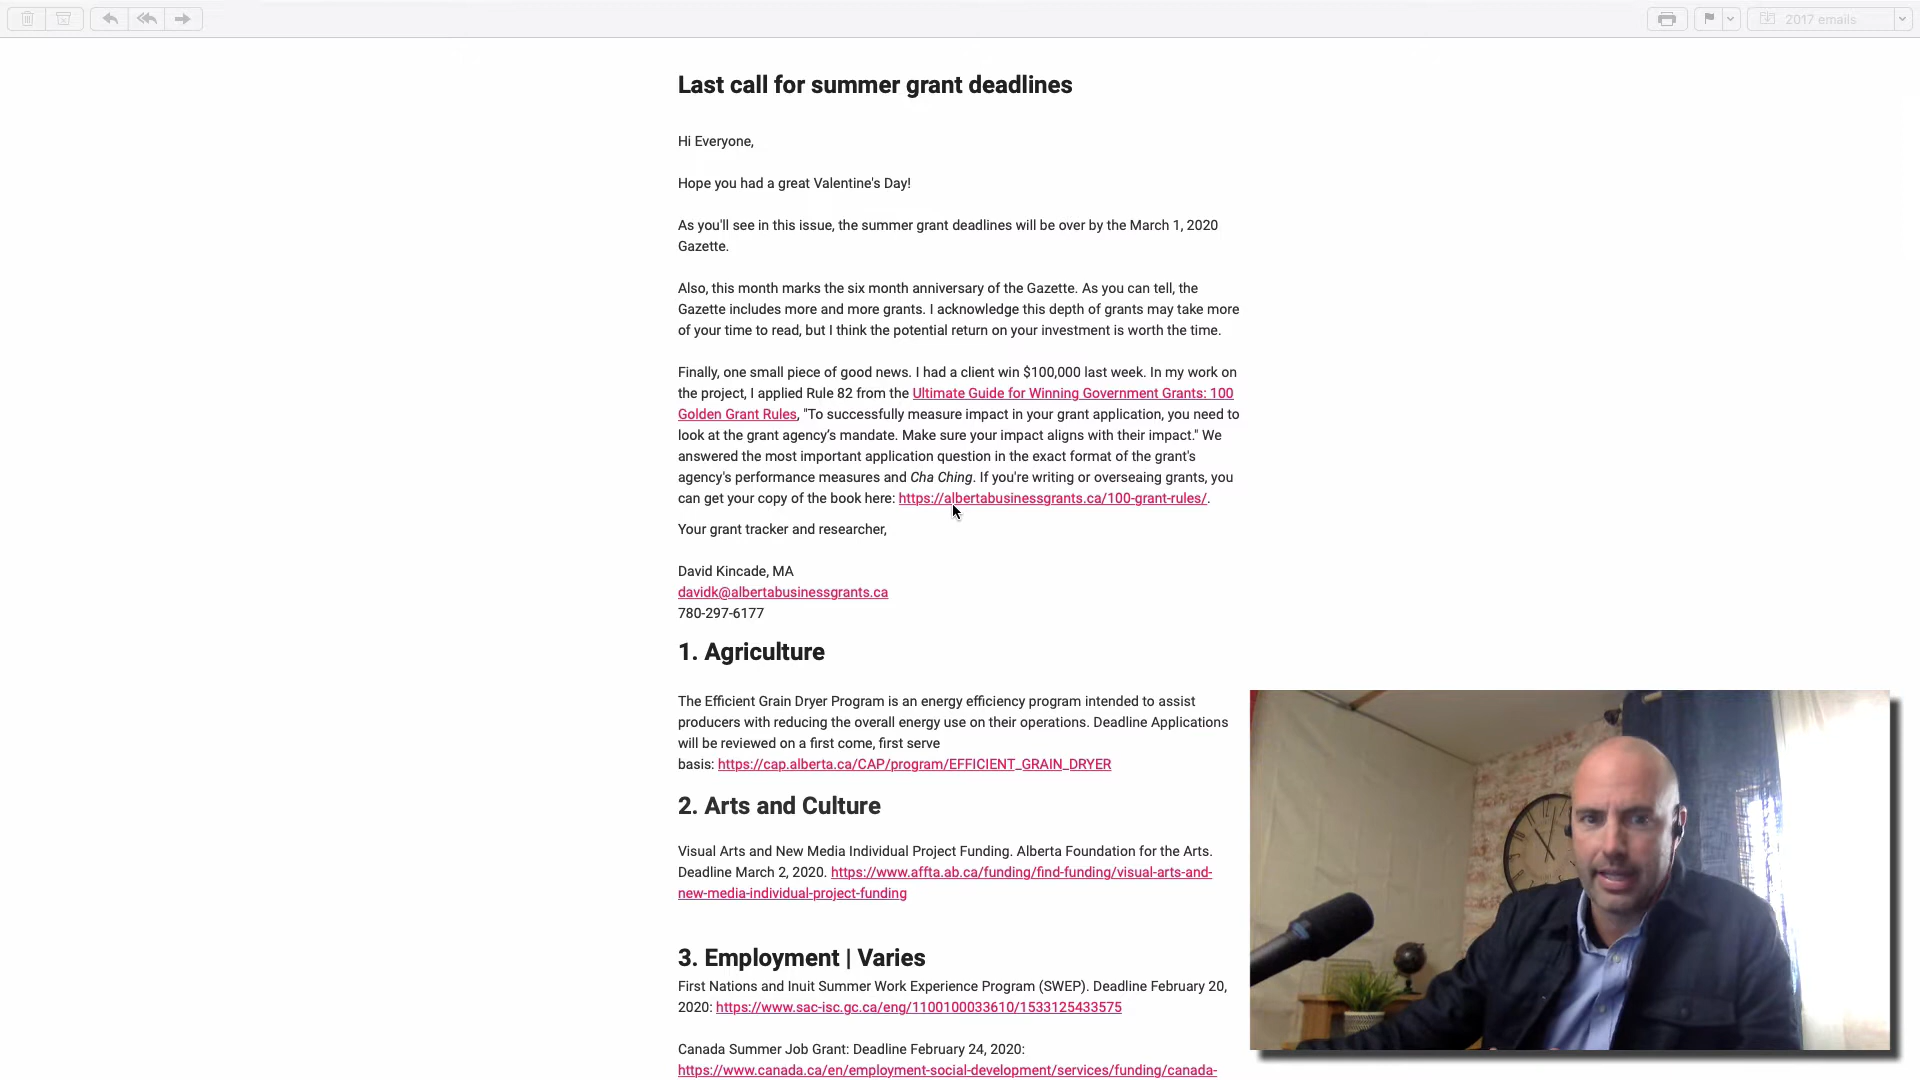 2017 emails
Last call for summer grant deadlines
Hi Everyone,
Hope you had a great Valentine's Day!
As you'll see in this issue, the summer grant deadlines will be over by the March 1, 2020
Gazette.
Also, this month marks the six month anniversary of the Gazette. As you can tell, the
Gazette includes more and more grants. I acknowledge this depth of grants may take more
of your time to read, but I think the potential return on your investment is worth the time.
Finally, one small piece of good news. I had a client win $100,000 last week. In my work on
the project, I applied Rule 82 from the Ultimate Guide for Winning Government Grants: 100
Golden Grant Rules, "To successfully measure impact in your grant application, you need to
look at the grant agency’s mandate. Make sure your impact aligns with their impact." We
answered the most important application question in the exact format of the grant's
agency's performance measures and Cha Ching. If you're writing or overseaing grants, you
can get your copy of the book here: https://albertabusinessgrants.ca/100-grant-rules/.
Your grant tracker and researcher,
David Kincade, MA
davidk@albertabusinessgrants.ca
780-297-6177
1. Agriculture
The Efficient Grain Dryer Program is an energy efficiency program intended to assist
producers with reducing the overall energy use on their operations. Deadline Applications
will be reviewed on a first come, first serve
basis: https://cap.alberta.ca/CAP/program/EFFICIENT_GRAIN_DRYER
2. Arts and Culture
Visual Arts and New Media Individual Project Funding. Alberta Foundation for the Arts.
Deadline March 2, 2020. https://www.affta.ab.ca/funding/find-funding/visual-arts-and-
new-media-individual-project-funding
3. Employment | Varies
First Nations and Inuit Summer Work Experience Program (SWEP). Deadline February 20,
2020: https://www.sac-isc.gc.ca/eng/1100100033610/1533125433575
Canada Summer Job Grant: Deadline February 24, 2020:
https://www.canada.ca/en/employment-social-development/services/funding/canada-